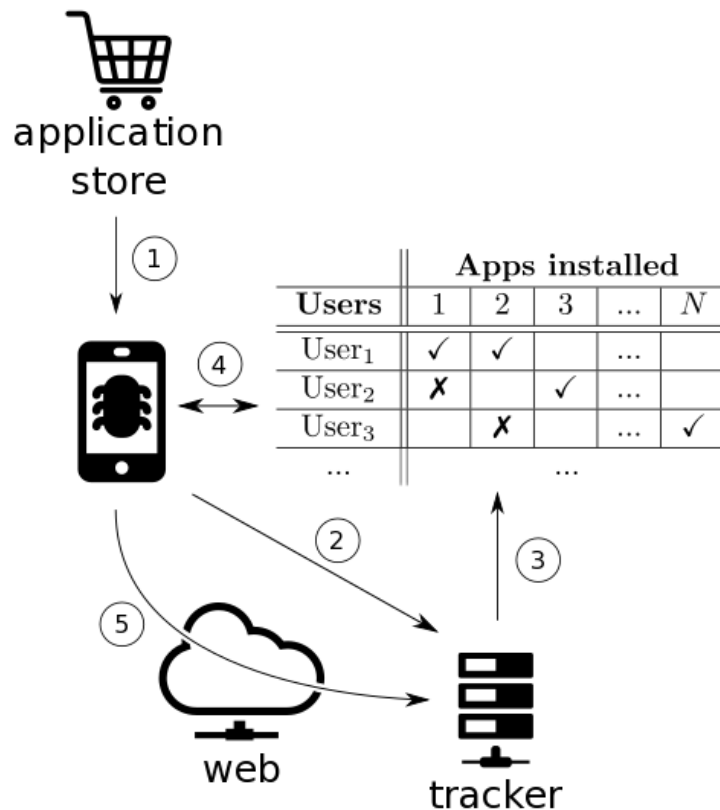 application
store
1
Apps installed
Users 1 2 3 ... N
User1 ✓ ✓ ...
User2 ✗ ✓ ...
User3 ✗ ... ✓
... ...
4
2
3
5
web
tracker